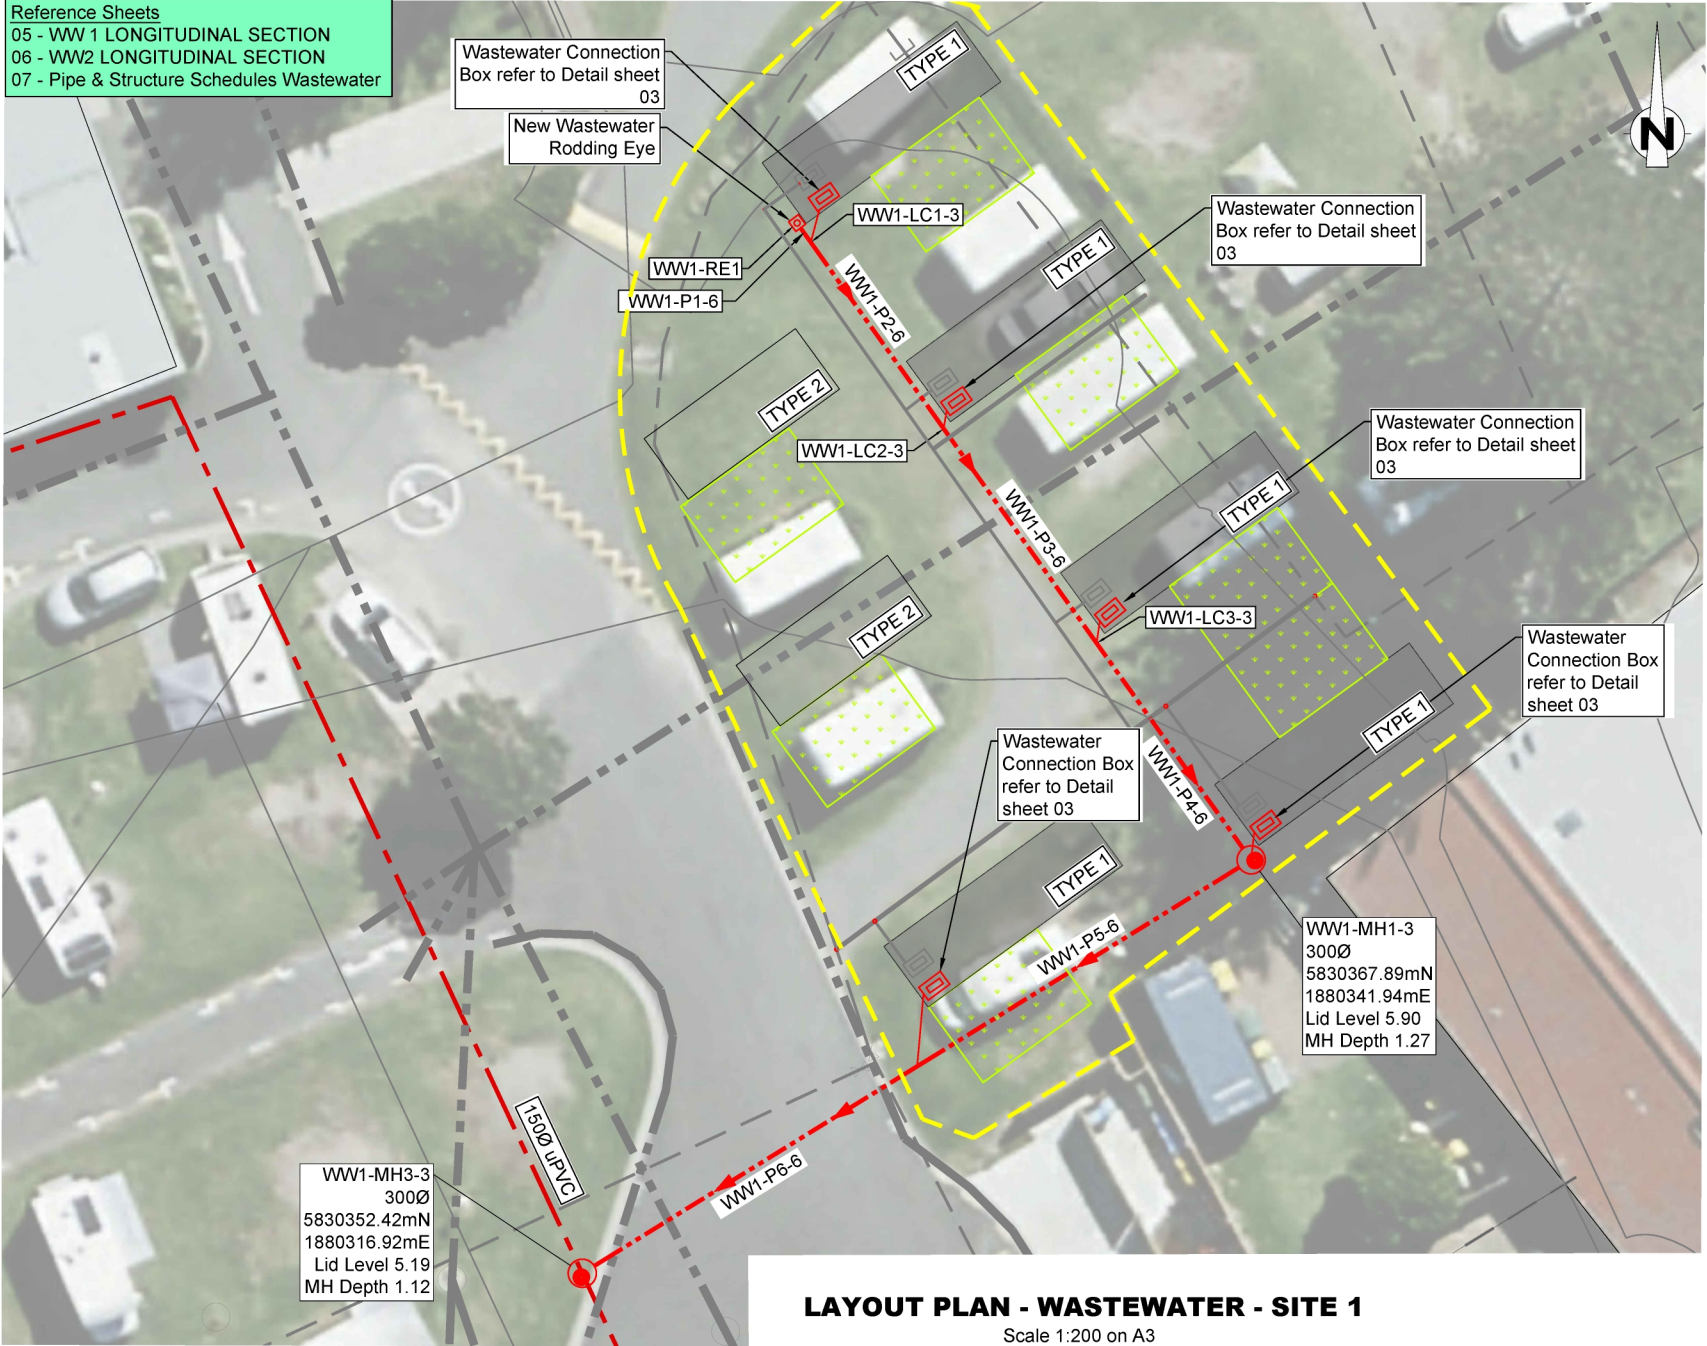 Reference Sheets
05 - WW 1 LONGITUDINAL SECTION
06 - WW2 LONGITUDINAL SECTION
07 - Pipe & Structure Schedules Wastewater
Wastewater Connection
Box refer to Detail sheet
03
New Wastewater
Rodding Eye
TYPE 1
N
WW1-LC1-3
WW1-RE1
WW1-P1-6
WW1-P2-6
TYPE 1
Wastewater Connection
Box refer to Detail sheet
03
TYPE 2
WW1-LC2-3
WW1-P3-6
TYPE 1
Wastewater Connection
Box refer to Detail sheet
03
WW1-LC3-3
TYPE 2
Wastewater
Connection Box
refer to Detail
sheet 03
TYPE 1
Wastewater
Connection Box
refer to Detail
sheet 03
WW1-P4-6
TYPE 1
WW1-P5-6
WW1-MH1-3
300Ø
5830367.89mN
1880341.94mE
Lid Level 5.90
MH Depth 1.27
150Ø uPVC
WW1-P6-6
WW1-MH3-3
300Ø
5830352.42mN
1880316.92mE
Lid Level 5.19
MH Depth 1.12
LAYOUT PLAN - WASTEWATER - SITE 1
Scale 1:200 on A3